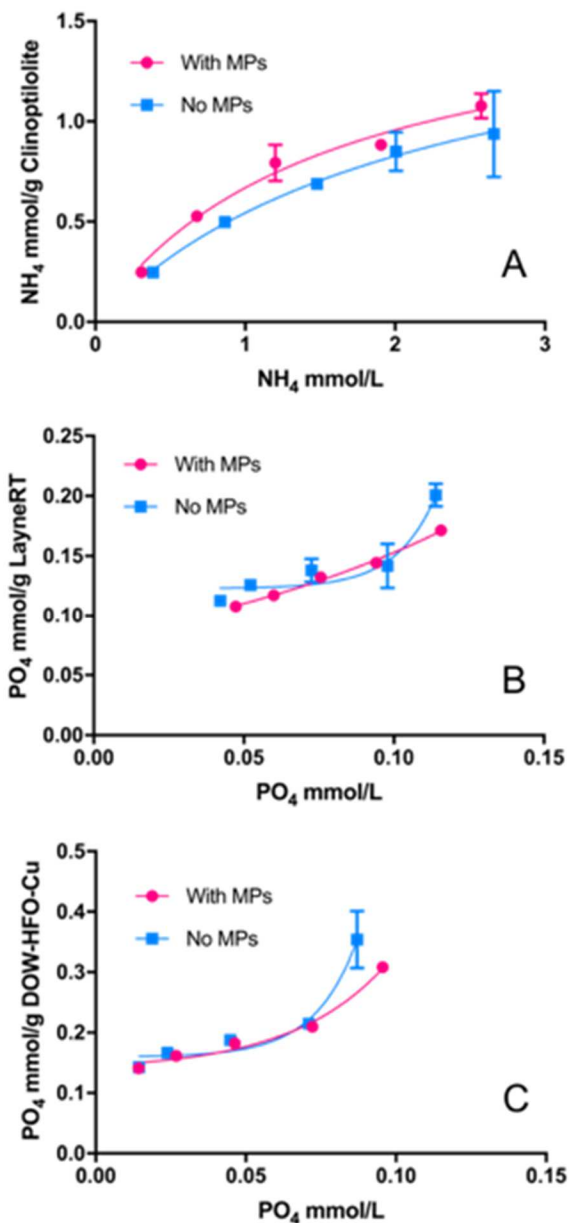 1.5
With MPs
No MPs
1.0
0.5
0.0
0 1 2 3
NH₄ mmol/g Clinoptilolite
NH₄ mmol/L
A
0.25
With MPs
0.20
No MPs
0.15
0.10
0.05
0.00
0.00 0.05 0.10 0.15
PO₄ mmol/g LayneRT
PO₄ mmol/L
B
0.5
With MPs
0.4
No MPs
0.3
0.2
0.1
0.0
0.00 0.05 0.10 0.15
PO₄ mmol/g DOW-HFO-Cu
PO₄ mmol/L
C